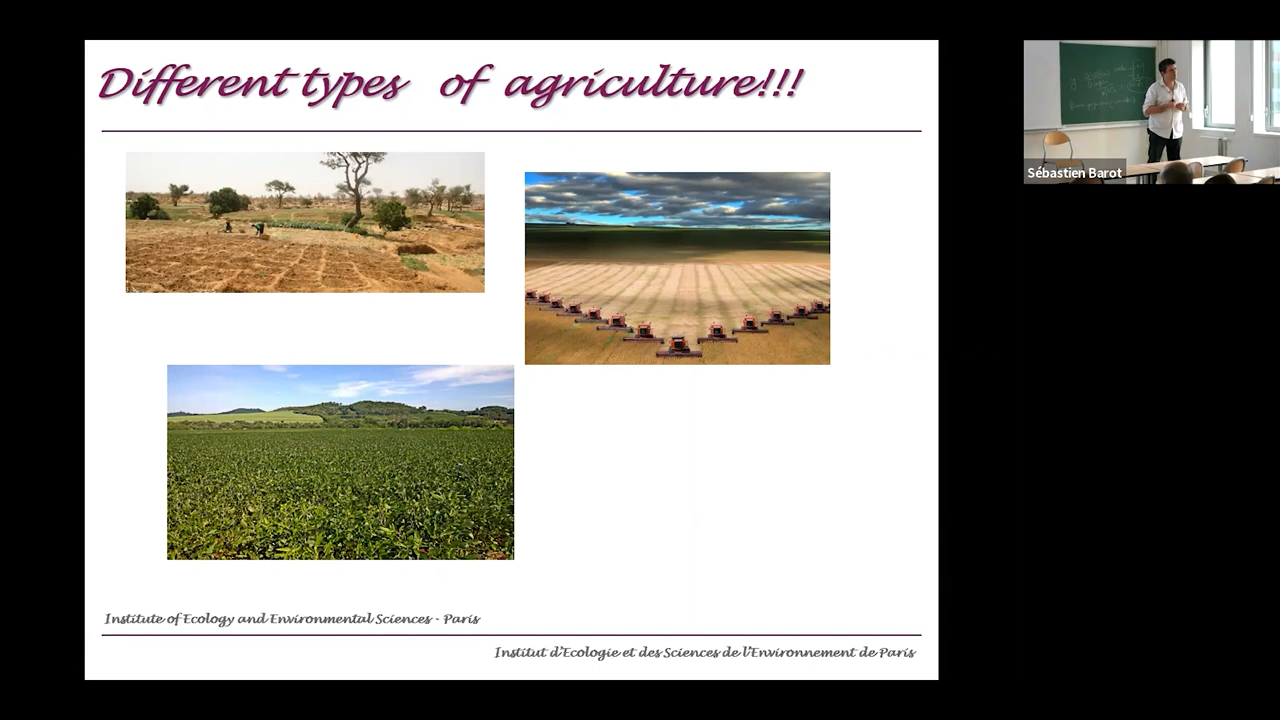 Different types of agriculture!!!
Institute of Ecology and Environmental Sciences - Paris
Institut d'Ecologie et des Sciences de l'Environnement de Paris
Sébastien Barot